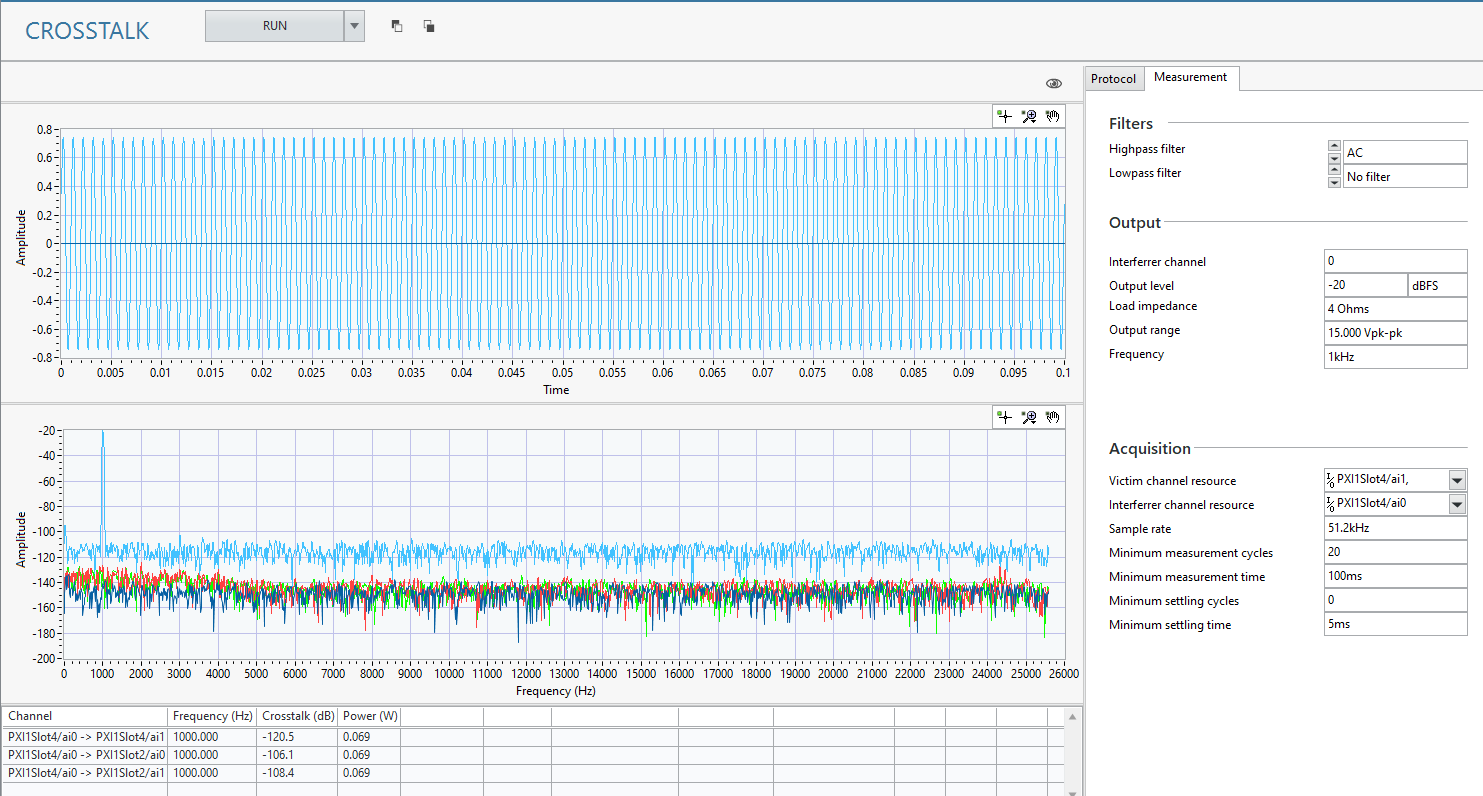 CROSSTALK
RUN
Protocol
Measurement
0.8
0.6
0.4
0.2
0
-0.2
-0.4
-0.6
-0.8
Amplitude
0 0.005 0.01 0.015 0.02 0.025 0.03 0.035 0.04 0.045 0.05 0.055 0.06 0.065 0.07 0.075 0.08 0.085 0.09 0.095 0.1
Time
-20
-40
-60
-80
-100
-120
-140
-160
-180
-200
Amplitude
0 1000 2000 3000 4000 5000 6000 7000 8000 9000 10000 11000 12000 13000 14000 15000 16000 17000 18000 19000 20000 21000 22000 23000 24000 25000 26000
Frequency (Hz)
Channel Frequency (Hz) Crosstalk (dB) Power (W)
PXI1Slot4/ai0 -> PXI1Slot4/ai1 1000.000 -120.5 0.069
PXI1Slot4/ai0 -> PXI1Slot2/ai0 1000.000 -106.1 0.069
PXI1Slot4/ai0 -> PXI1Slot2/ai1 1000.000 -108.4 0.069
Filters
Highpass filter AC
Lowpass filter No filter
Output
Interferrer channel 0
Output level -20 dBFS
Load impedance 4 Ohms
Output range 15.000 Vpk-pk
Frequency 1kHz
Acquisition
Victim channel resource PXI1Slot4/ai1,
Interferrer channel resource PXI1Slot4/ai0
Sample rate 51.2kHz
Minimum measurement cycles 20
Minimum measurement time 100ms
Minimum settling cycles 0
Minimum settling time 5ms